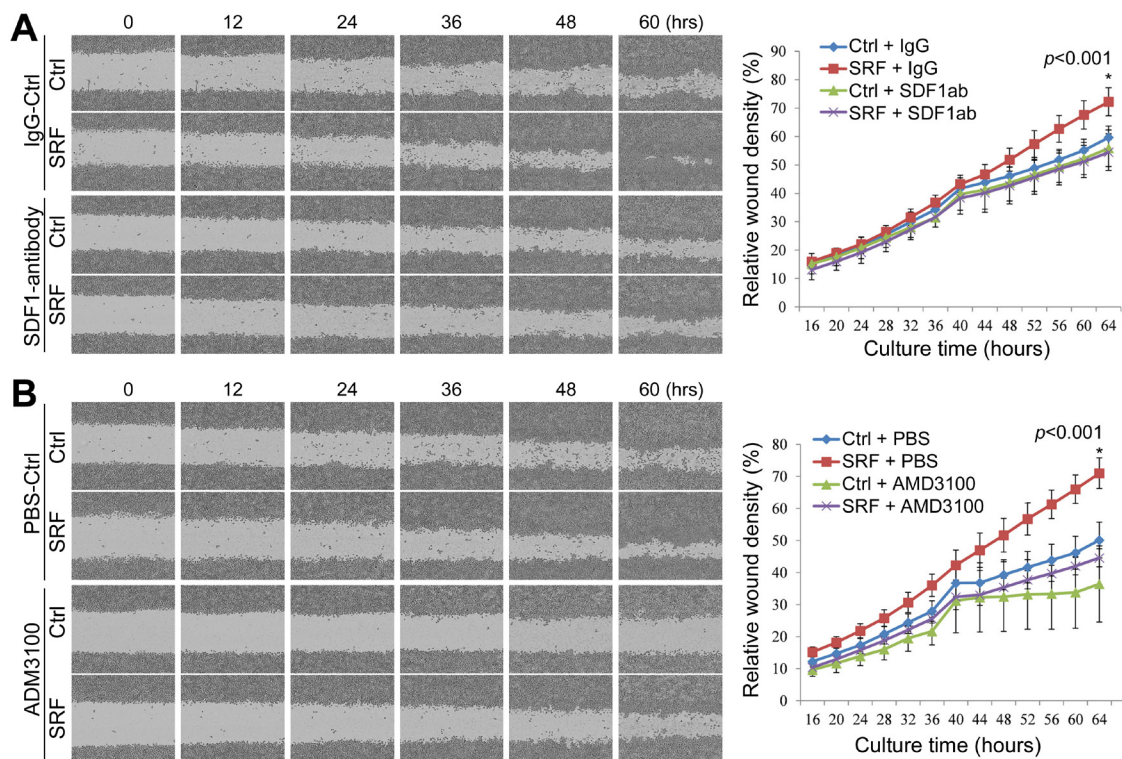 A
0 12 24 36 48 60 (hrs)
IgG-Ctrl
Ctrl
SRF
SDF1-antibody
Ctrl
SRF
Relative wound density (%)
90
80
70
60
50
40
30
20
10
0
Ctrl + IgG
SRF + IgG
Ctrl + SDF1ab
SRF + SDF1ab
p<0.001
*
16 20 24 28 32 36 40 44 48 52 56 60 64
Culture time (hours)
B
0 12 24 36 48 60 (hrs)
PBS-Ctrl
Ctrl
SRF
ADM3100
Ctrl
SRF
Relative wound density (%)
80
70
60
50
40
30
20
10
0
Ctrl + PBS
SRF + PBS
Ctrl + AMD3100
SRF + AMD3100
p<0.001
*
16 20 24 28 32 36 40 44 48 52 56 60 64
Culture time (hours)